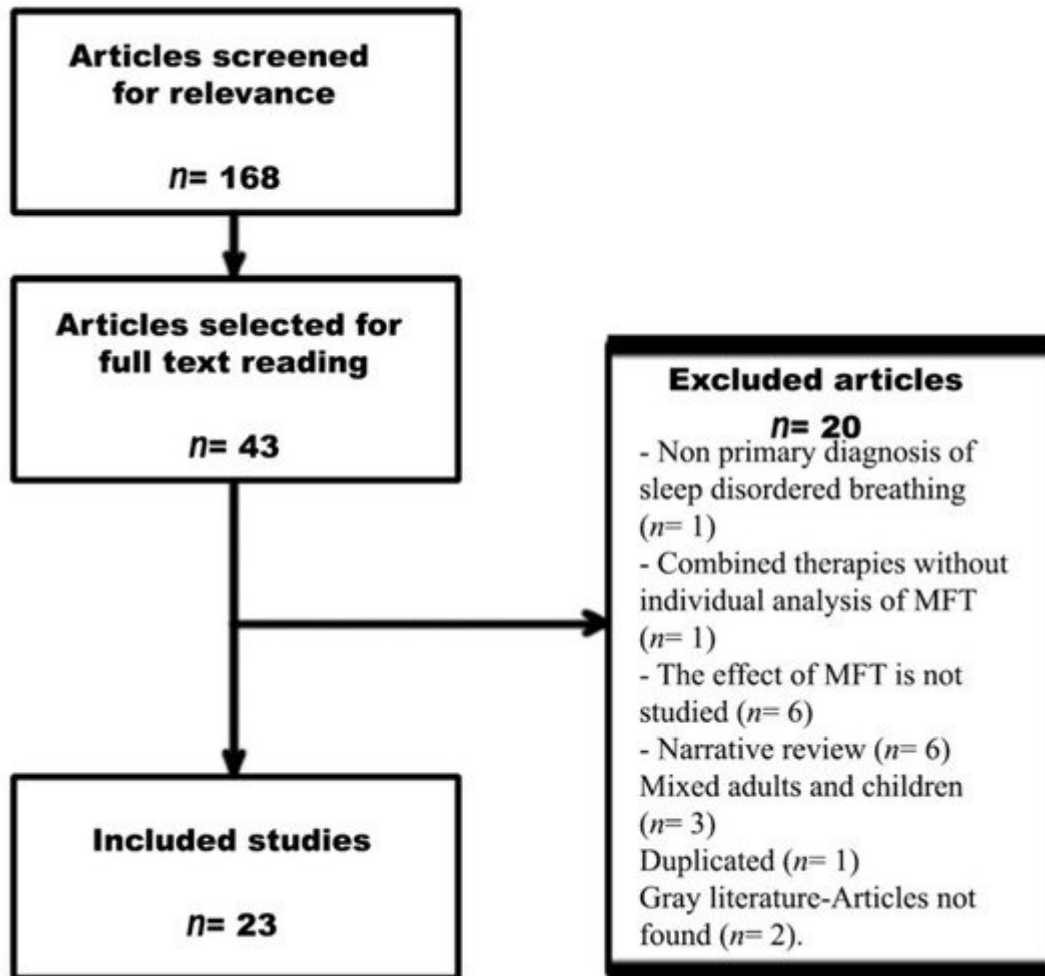 Articles screened
for relevance
n= 168
Articles selected for
full text reading
n= 43
Excluded articles
n= 20
- Non primary diagnosis of
sleep disordered breathing
(n= 1)
- Combined therapies without
individual analysis of MFT
(n= 1)
- The effect of MFT is not
studied (n= 6)
- Narrative review (n= 6)
Mixed adults and children
(n= 3)
Duplicated (n= 1)
Gray literature-Articles not
found (n= 2).
Included studies
n= 23